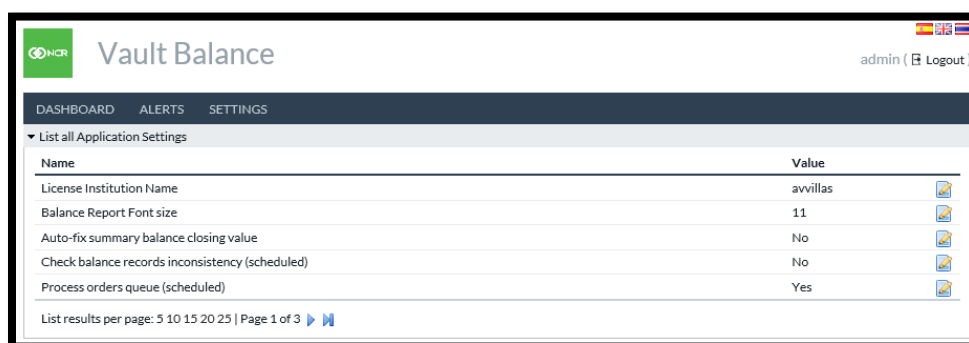 NCR
Vault Balance
admin ( Logout )
DASHBOARD ALERTS SETTINGS
List all Application Settings
Name Value
License Institution Name avvillas
Balance Report Font size 11
Auto-fix summary balance closing value No
Check balance records inconsistency (scheduled) No
Process orders queue (scheduled) Yes
List results per page: 5 10 15 20 25 | Page 1 of 3